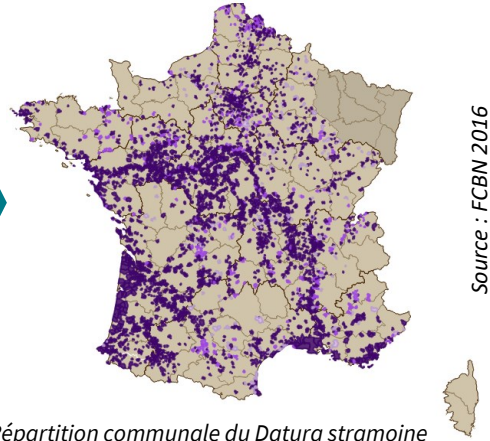 Source : FCBN 2016
Répartition communale du Datura stramoine